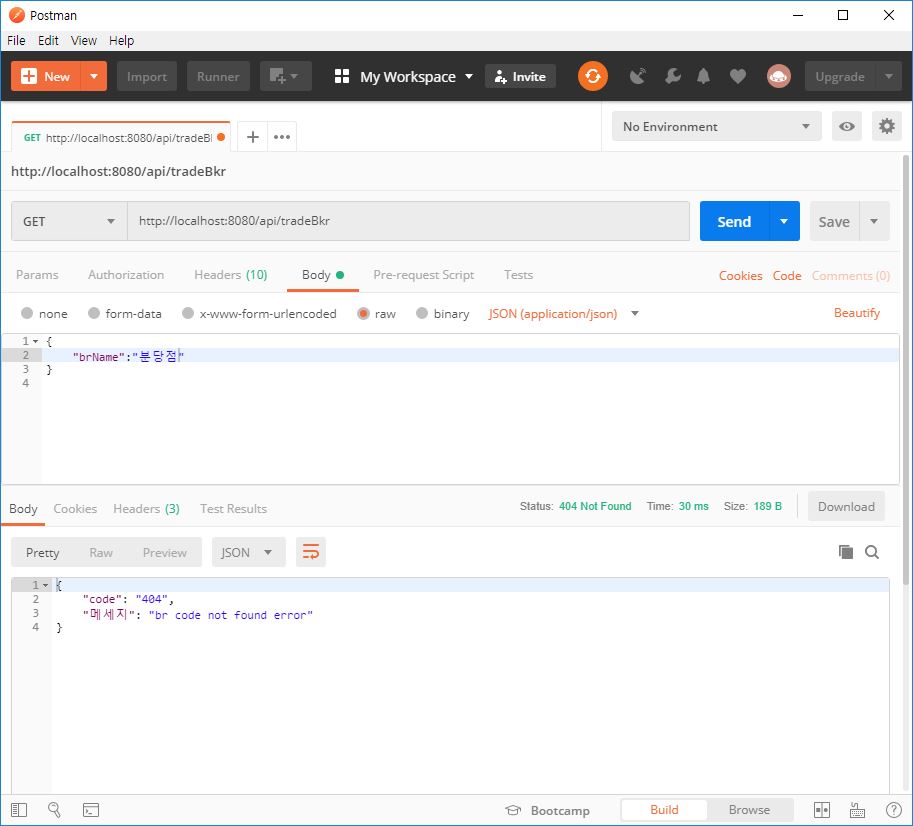 Postman
File Edit View Help
New Import Runner My Workspace Invite Upgrade
GET http://localhost:8080/api/tradeBl No Environment
http://localhost:8080/api/tradeBkr
GET http://localhost:8080/api/tradeBkr Send Save
Params Authorization Headers (10) Body Pre-request Script Tests Cookies Code Comments (0)
none form-data x-www-form-urlencoded raw binary JSON (application/json) Beautify
1 {
2 "brName":"분당점"
3 }
4
Body Cookies Headers (3) Test Results Status: 404 Not Found Time: 30 ms Size: 189 B Download
Pretty Raw Preview JSON
1 {
2 "code": "404",
3 "메세지": "br code not found error"
4 }
Bootcamp Build Browse